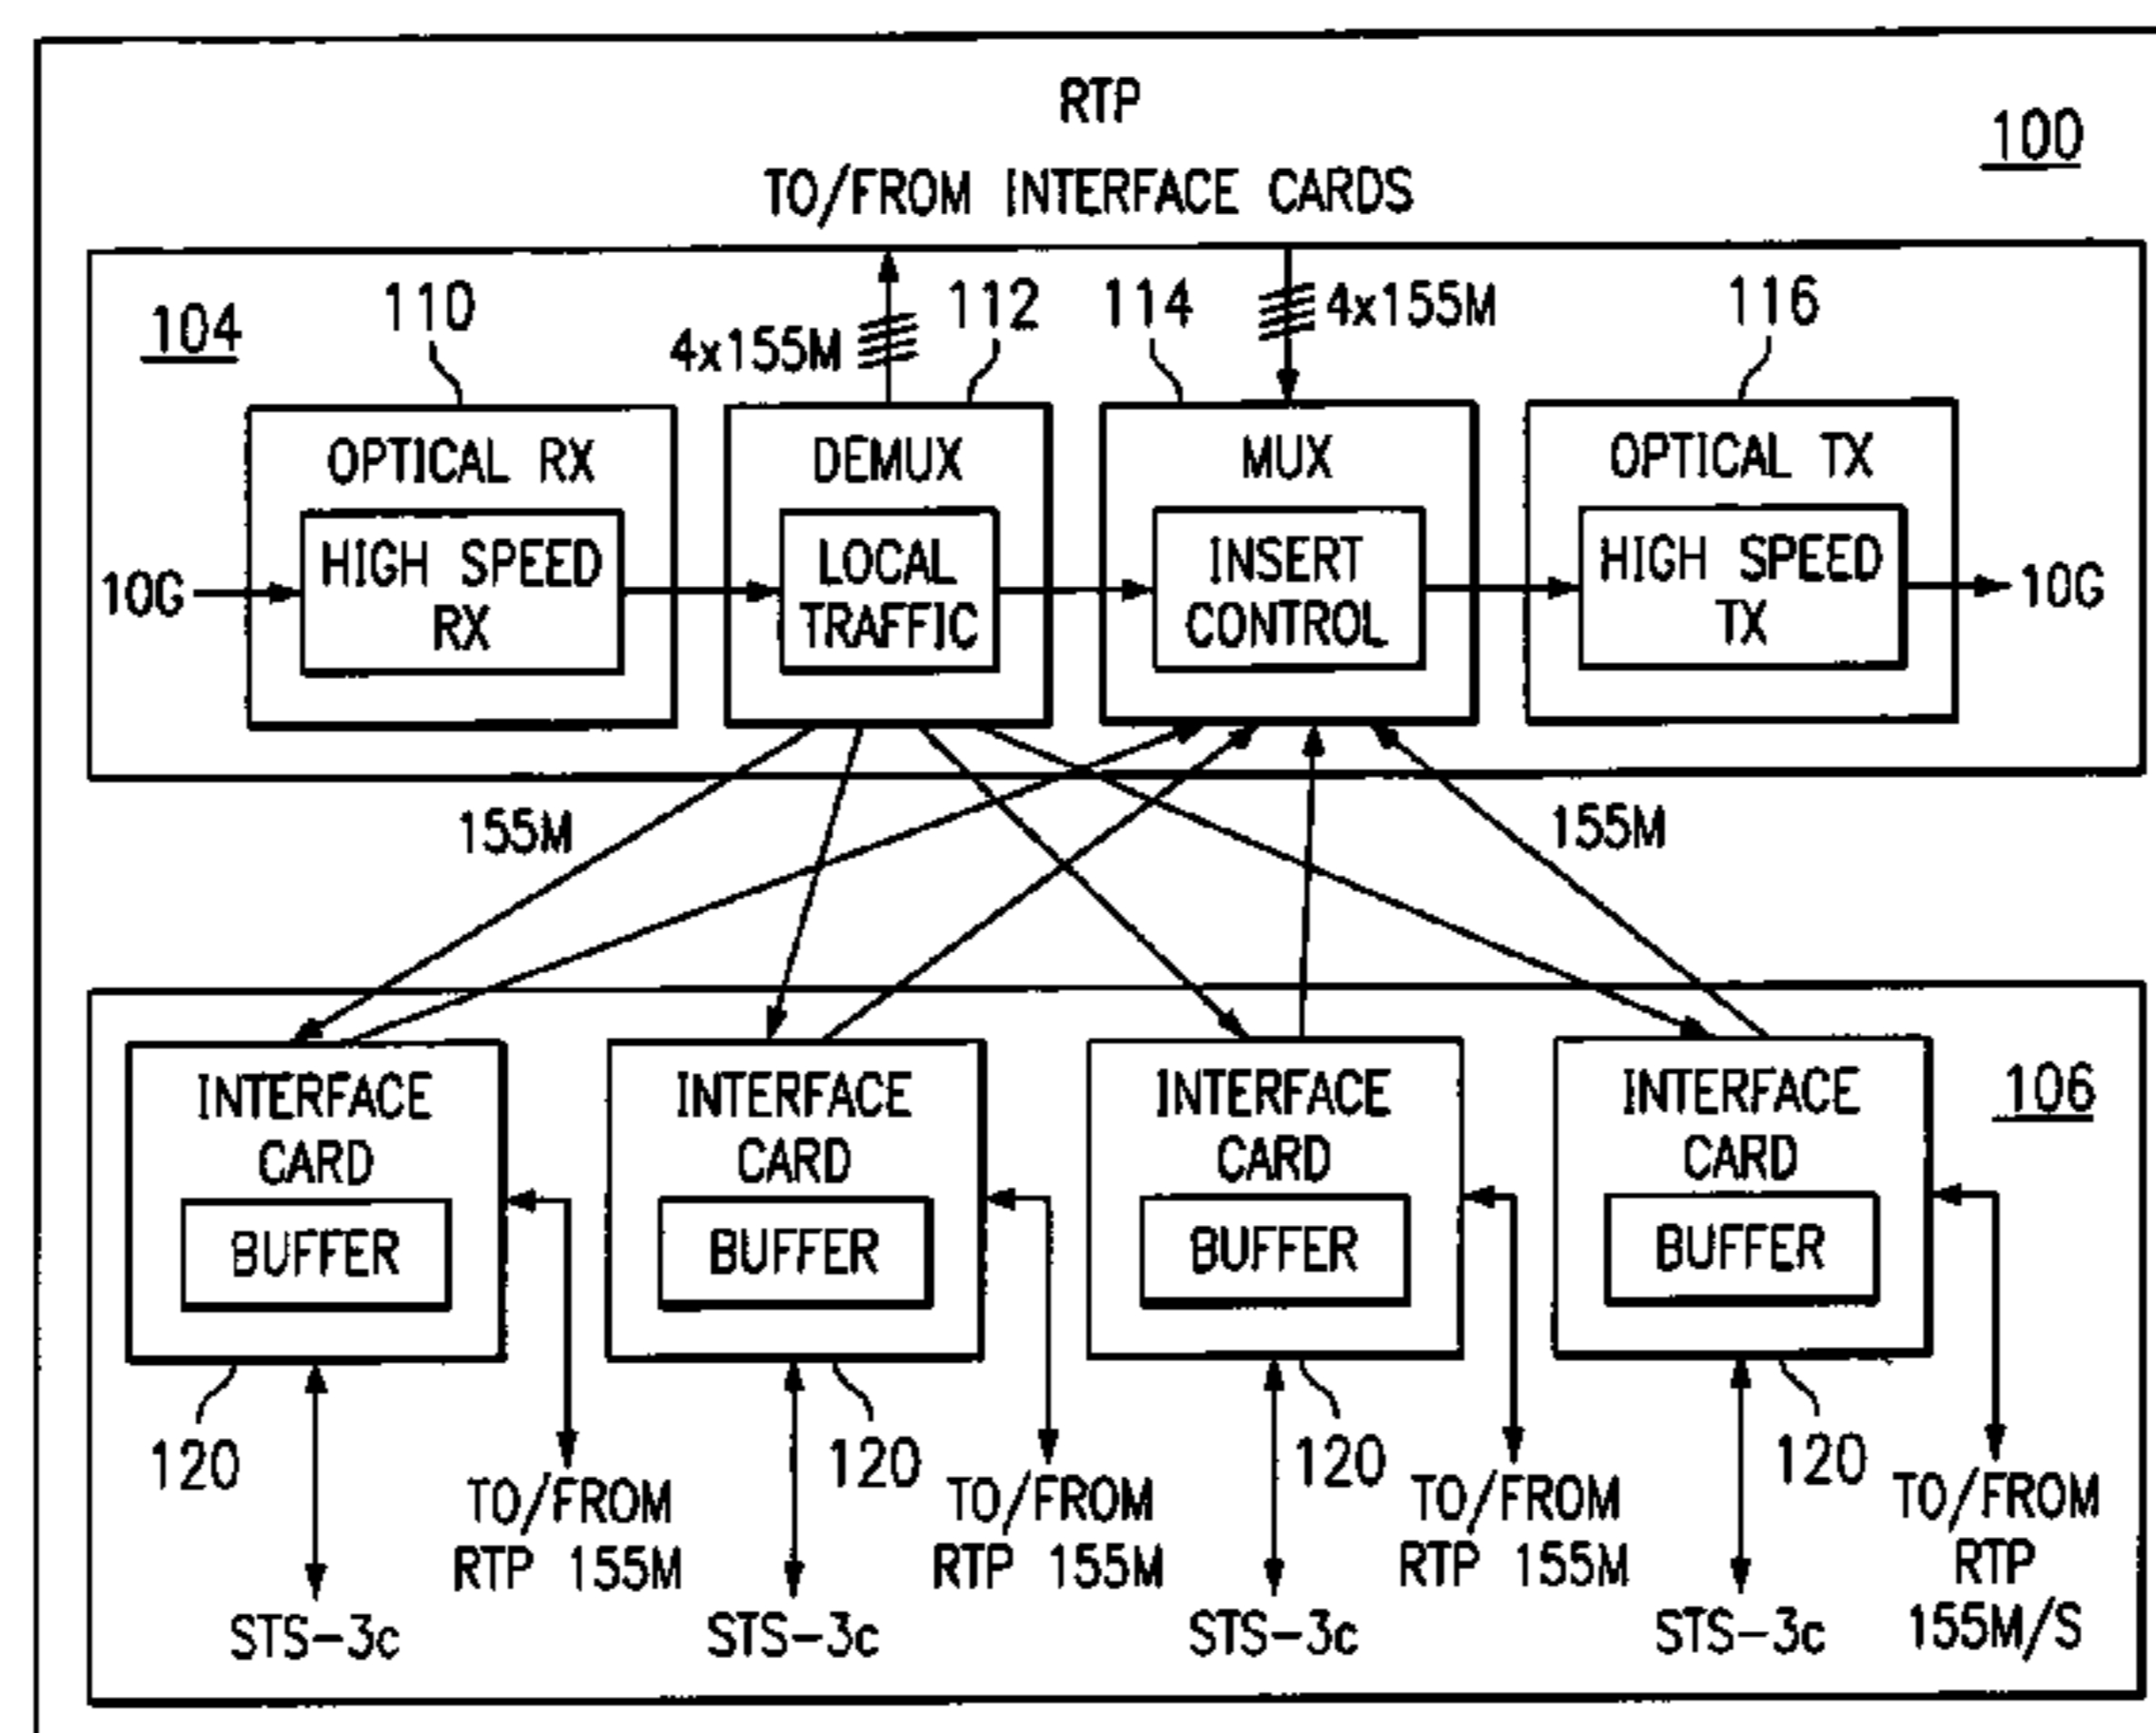 RTP
100
TO/FROM INTERFACE CARDS
104
110
4x155M
112
114
4x155M
116
OPTICAL RX
DEMUX
MUX
OPTICAL TX
10G
HIGH SPEED
RX
LOCAL
TRAFFIC
INSERT
CONTROL
HIGH SPEED
TX
10G
155M
155M
106
INTERFACE
CARD
BUFFER
INTERFACE
CARD
BUFFER
INTERFACE
CARD
BUFFER
INTERFACE
CARD
BUFFER
120
TO/FROM
RTP 155M
120
TO/FROM
RTP 155M
120
TO/FROM
RTP 155M
120
TO/FROM
RTP
155M/S
STS-3c
STS-3c
STS-3c
STS-3c